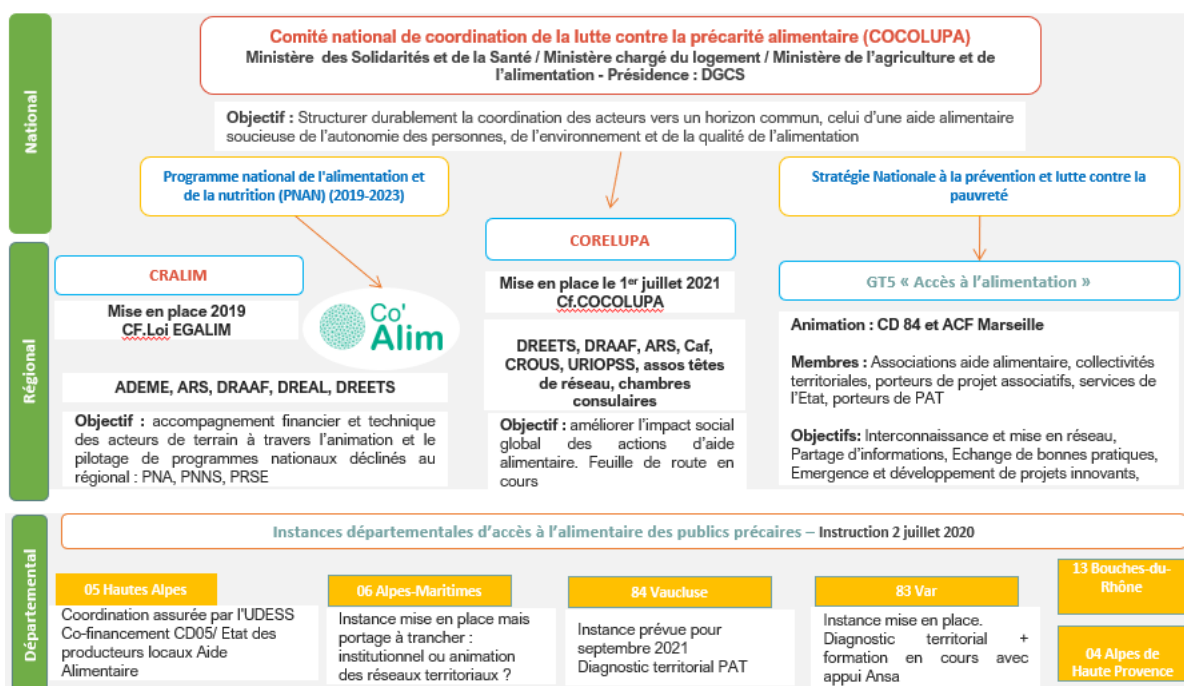 National
Comité national de coordination de la lutte contre la précarité alimentaire (COCOLUPA)
Ministère des Solidarités et de la Santé / Ministère chargé du logement / Ministère de l'agriculture et de
l'alimentation - Présidence : DGCS
Objectif : Structurer durablement la coordination des acteurs vers un horizon commun, celui d'une aide alimentaire
soucieuse de l'autonomie des personnes, de l'environnement et de la qualité de l'alimentation
Programme national de l'alimentation et
de la nutrition (PNAN) (2019-2023)
Stratégie Nationale à la prévention et lutte contre la
pauvreté
Régional
CRALIM
Mise en place 2019
CF.Loi EGALIM
Co'
Alim
ADEME, ARS, DRAAF, DREAL, DREETS
Objectif : accompagnement financier et technique
des acteurs de terrain à travers l'animation et le
pilotage de programmes nationaux déclinés au
régional : PNA, PNNS, PRSE
CORELUPA
Mise en place le 1er juillet 2021
Cf.COCOLUPA
DREETS, DRAAF, ARS, Caf,
CROUS, URIOPSS, assos têtes
de réseau, chambres
consulaires
Objectif : améliorer l'impact social
global des actions d'aide
alimentaire. Feuille de route en
cours
GT5 « Accès à l'alimentation »
Animation : CD 84 et ACF Marseille
Membres : Associations aide alimentaire, collectivités
territoriales, porteurs de projet associatifs, services de
l'Etat, porteurs de PAT
Objectifs: Interconnaissance et mise en réseau,
Partage d'informations, Echange de bonnes pratiques,
Emergence et développement de projets innovants,
Départemental
Instances départementales d'accès à l'alimentaire des publics précaires – Instruction 2 juillet 2020
05 Hautes Alpes
Coordination assurée par l'UDESS
Co-financement CD05/ Etat des
producteurs locaux Aide
Alimentaire
06 Alpes-Maritimes
Instance mise en place mais
portage à trancher :
institutionnel ou animation
des réseaux territoriaux ?
84 Vaucluse
Instance prévue pour
septembre 2021
Diagnostic territorial PAT
83 Var
Instance mise en place.
Diagnostic territorial +
formation en cours avec
appui Ansa
13 Bouches-du-
Rhône
04 Alpes de
Haute Provence